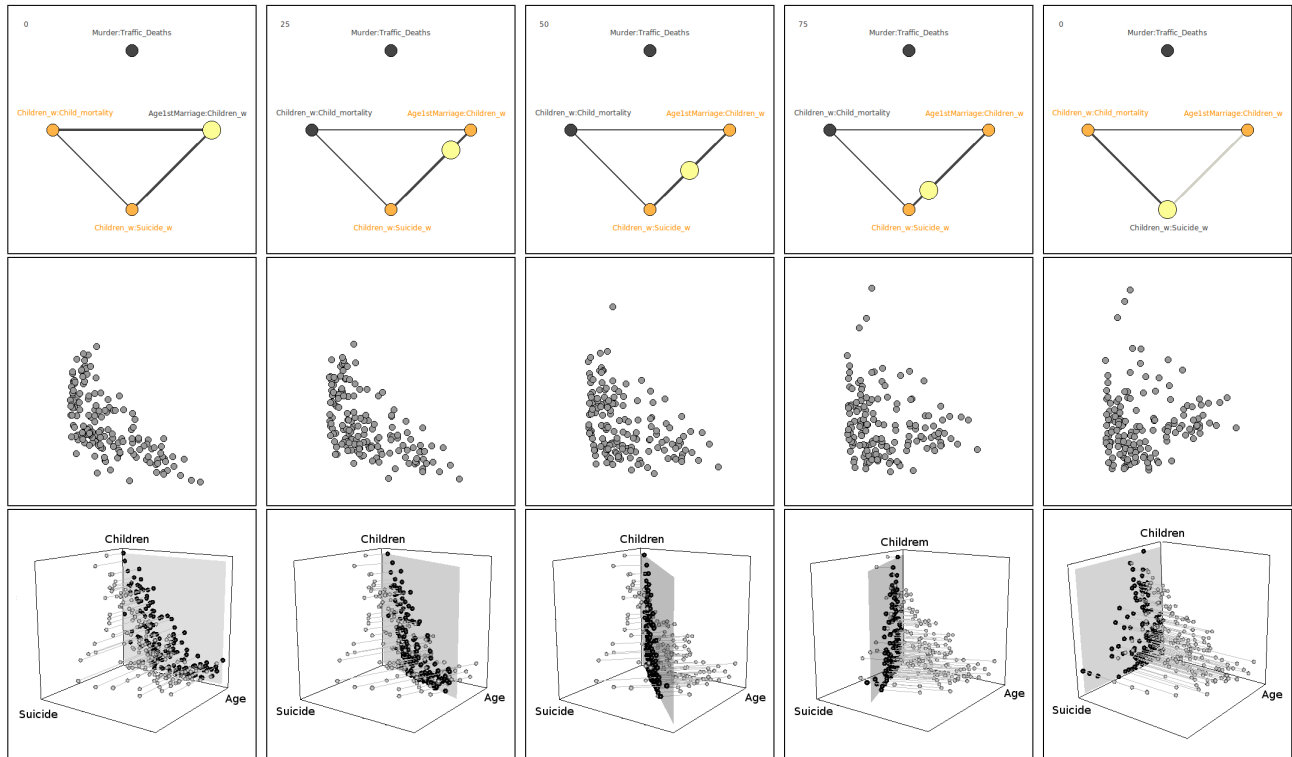 0
Murder:Traffic_Deaths
Children_w:Child_mortality
Age1stMarriage:Children_w
Children_w:Suicide_w
25
Murder:Traffic_Deaths
Children_w:Child_mortality
Age1stMarriage:Children_w
Children_w:Suicide_w
50
Murder:Traffic_Deaths
Children_w:Child_mortality
Age1stMarriage:Children_w
Children_w:Suicide_w
75
Murder:Traffic_Deaths
Children_w:Child_mortality
Age1stMarriage:Children_w
Children_w:Suicide_w
0
Murder:Traffic_Deaths
Children_w:Child_mortality
Age1stMarriage:Children_w
Children_w:Suicide_w
Children
Suicide
Age
Children
Suicide
Age
Children
Suicide
Age
Childrem
Suicide
Age
Children
Suicide
Age